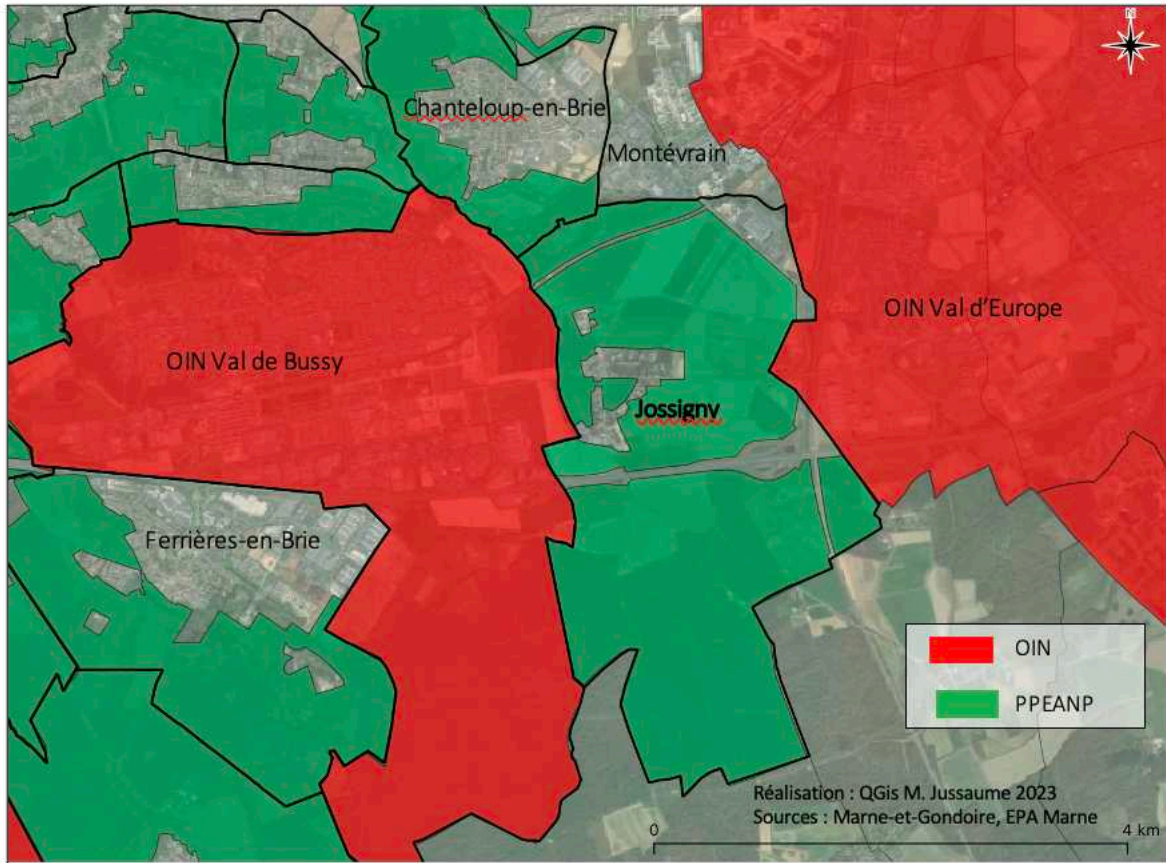 N
Chanteloup-en-Brie
Montévrain
OIN Val d'Europe
OIN Val de Bussy
Jossigny
Ferrières-en-Brie
OIN
PPEANP
Réalisation : QGis M. Jussaume 2023
Sources : Marne-et-Gondoire, EPA Marne
0 4 km